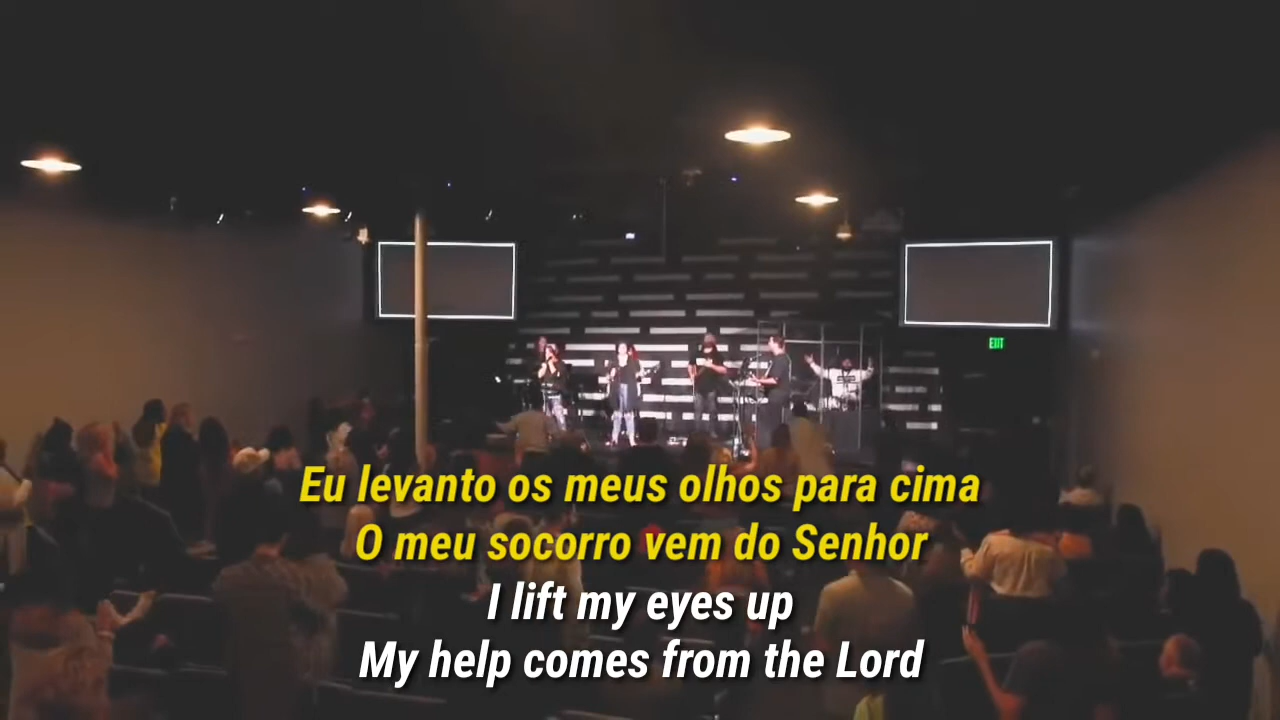 EXIT
Eu levanto os meus olhos para cima
O meu socorro vem do Senhor
I lift my eyes up
My help comes from the Lord